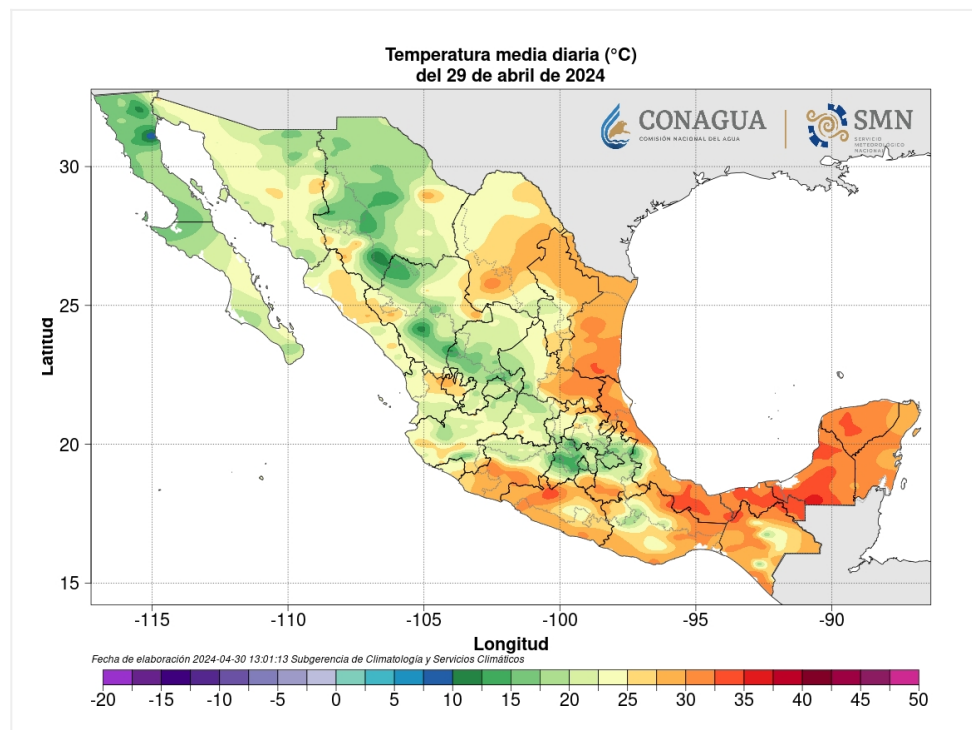 Temperatura media diaria (°C)
del 29 de abril de 2024
CONAGUA
COMISIÓN NACIONAL DEL AGUA
SMN
SERVICIO
METEOROLÓGICO
NACIONAL
30
25
20
15
Latitud
-115 -110 -105 -100 -95 -90
Longitud
Fecha de elaboración 2024-04-30 13:01:13 Subgerencia de Climatología y Servicios Climáticos
-20 -15 -10 -5 0 5 10 15 20 25 30 35 40 45 50